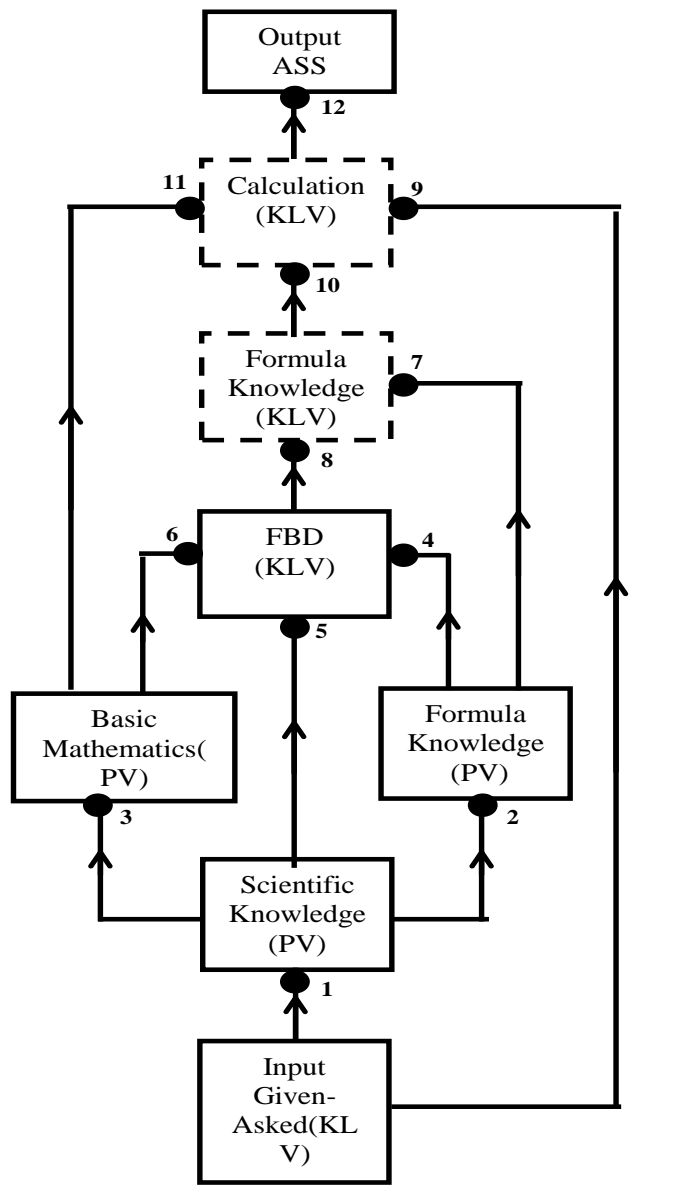 Output
ASS
12
11
Calculation
(KLV)
9
10
Formula
Knowledge
(KLV)
7
8
6
FBD
(KLV)
4
5
Basic
Mathematics(
PV)
Formula
Knowledge
(PV)
3
2
Scientific
Knowledge
(PV)
1
Input
Given-
Asked(KL
V)